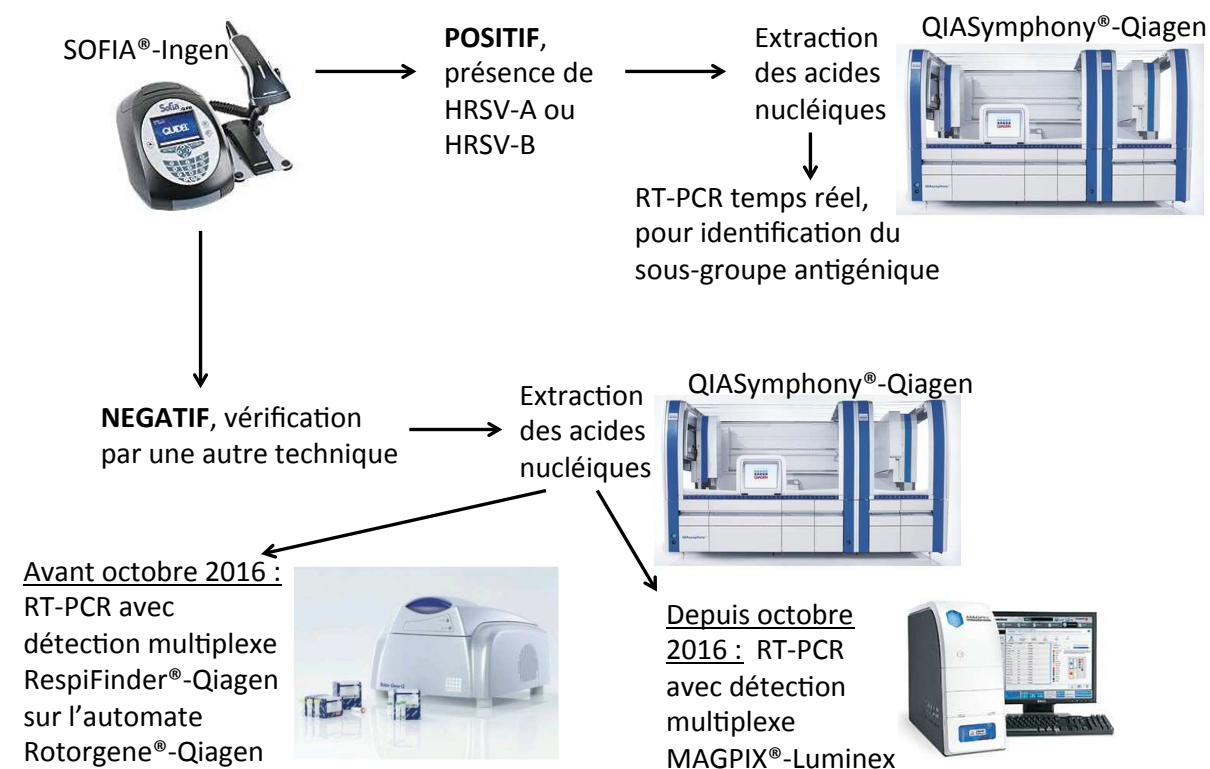 SOFIA®-Ingen
POSITIF,
présence de
HRSV-A ou
HRSV-B
Extraction
des acides
nucléiques
QIASymphony®-Qiagen
RT-PCR temps réel,
pour identification du
sous-groupe antigénique
Sofia
QUIDEL
NEGATIF, vérification
par une autre technique
Extraction
des acides
nucléiques
QIASymphony®-Qiagen
Avant octobre 2016 :
RT-PCR avec
détection multiplexe
RespiFinder®-Qiagen
sur l’automate
Rotorgene®-Qiagen
Depuis octobre
2016 : RT-PCR
avec détection
multiplexe
MAGPIX®-Luminex